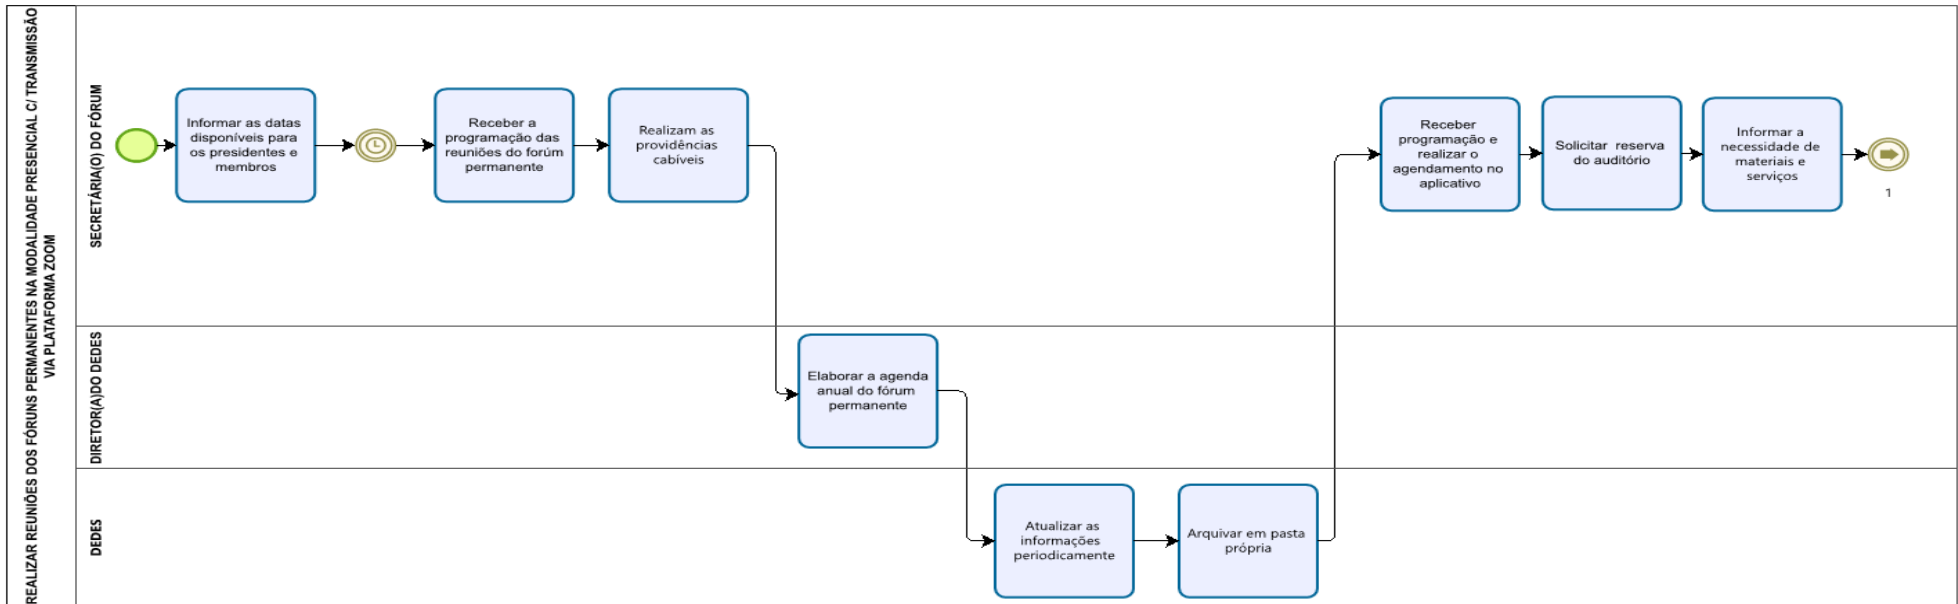 REALIZAR REUNIÕES DOS FÓRUNS PERMANENTES NA MODALIDADE PRESENCIAL C/ TRANSMISSÃO
VIA PLATAFORMA ZOOM
SECRETÁRIA(O) DO FÓRUM
Informar as datas
disponíveis para
os presidentes e
membros
Receber a
programação das
reuniões do forúm
permanente
Realizam as
providências
cabíveis
Receber
programação e
realizar o
agendamento no
aplicativo
Solicitar reserva
do auditório
Informar a
necessidade de
materiais e
serviços
1
DIRETOR(A)DO DEDES
Elaborar a agenda
anual do fórum
permanente
DEDES
Atualizar as
informações
periodicamente
Arquivar em pasta
própria